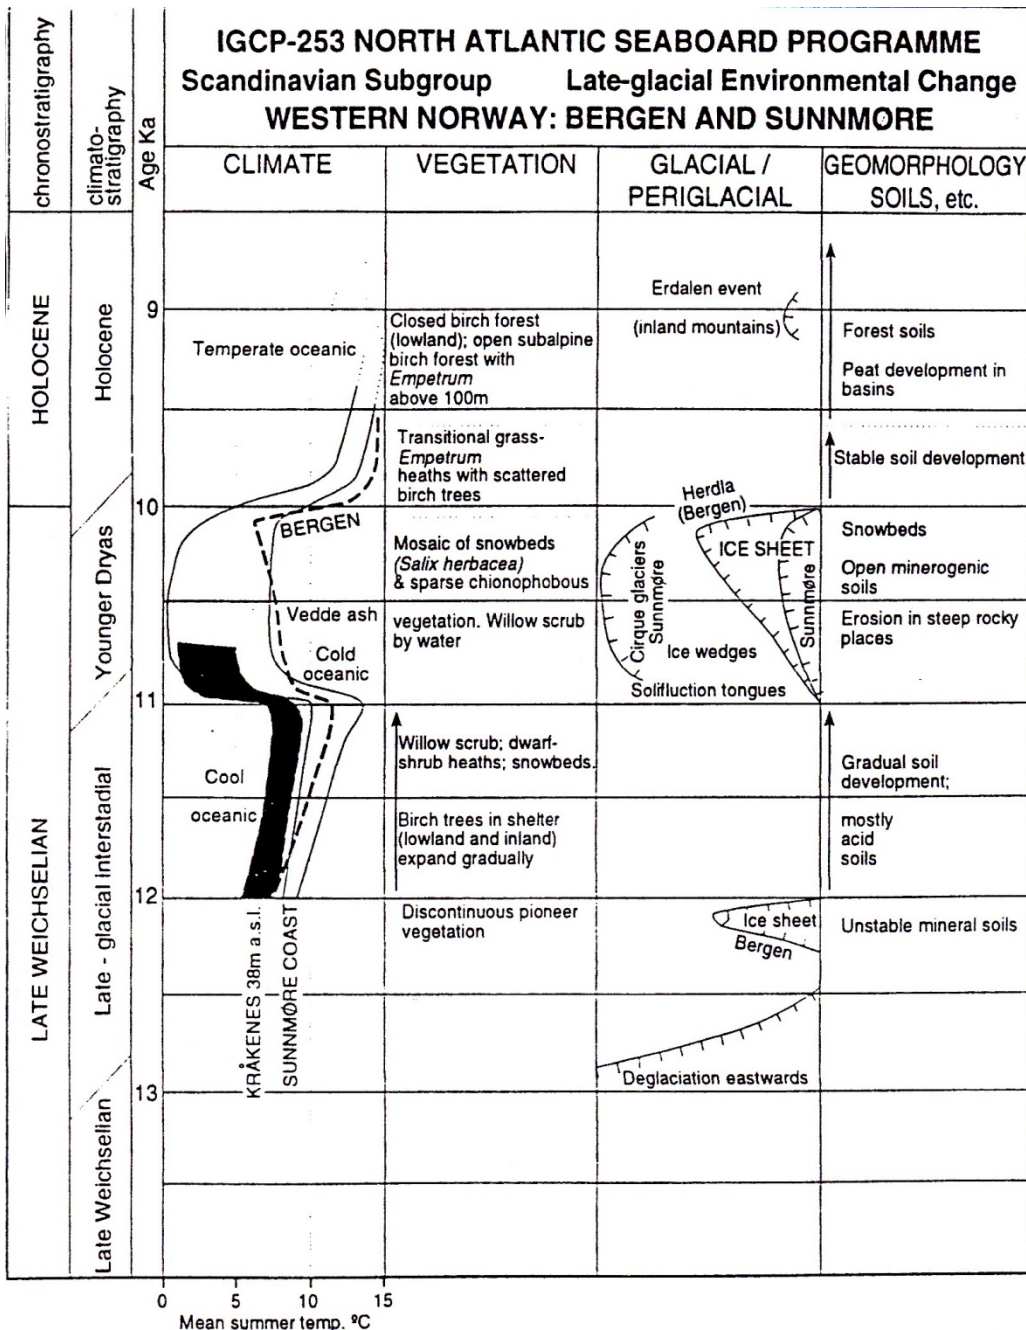 IGCP-253 NORTH ATLANTIC SEABOARD PROGRAMME
Scandinavian Subgroup Late-glacial Environmental Change
WESTERN NORWAY: BERGEN AND SUNNMØRE
chronostratigraphy
climato-
stratigraphy
Age Ka
CLIMATE
VEGETATION
GLACIAL /
PERIGLACIAL
GEOMORPHOLOGY
SOILS, etc.
HOLOCENE
LATE WEICHSELIAN
Holocene
Younger Dryas
Late - glacial Interstadial
Late Weichselian
9
10
11
12
13
Temperate oceanic
BERGEN
Vedde ash
Cold
oceanic
Cool
oceanic
KRÅKENES 38m a.s.l.
SUNNMØRE COAST
Closed birch forest
(lowland); open subalpine
birch forest with
Empetrum
above 100m
Transitional grass-
Empetrum
heaths with scattered
birch trees
Mosaic of snowbeds
(Salix herbacea)
& sparse chionophobous
vegetation. Willow scrub
by water
Willow scrub; dwarf-
shrub heaths; snowbeds.
Birch trees in shelter
(lowland and inland)
expand gradually
Discontinuous pioneer
vegetation
Erdalen event
(inland mountains)
Herdla
(Bergen)
ICE SHEET
Cirque glaciers
Sunnmøre
Sunnmøre
Ice wedges
Solifluction tongues
Ice sheet
Bergen
Deglaciation eastwards
Forest soils
Peat development in
basins
Stable soil development
Snowbeds
Open minerogenic
soils
Erosion in steep rocky
places
Gradual soil
development;
mostly
acid
soils
Unstable mineral soils
0 5 10 15
Mean summer temp. ºC